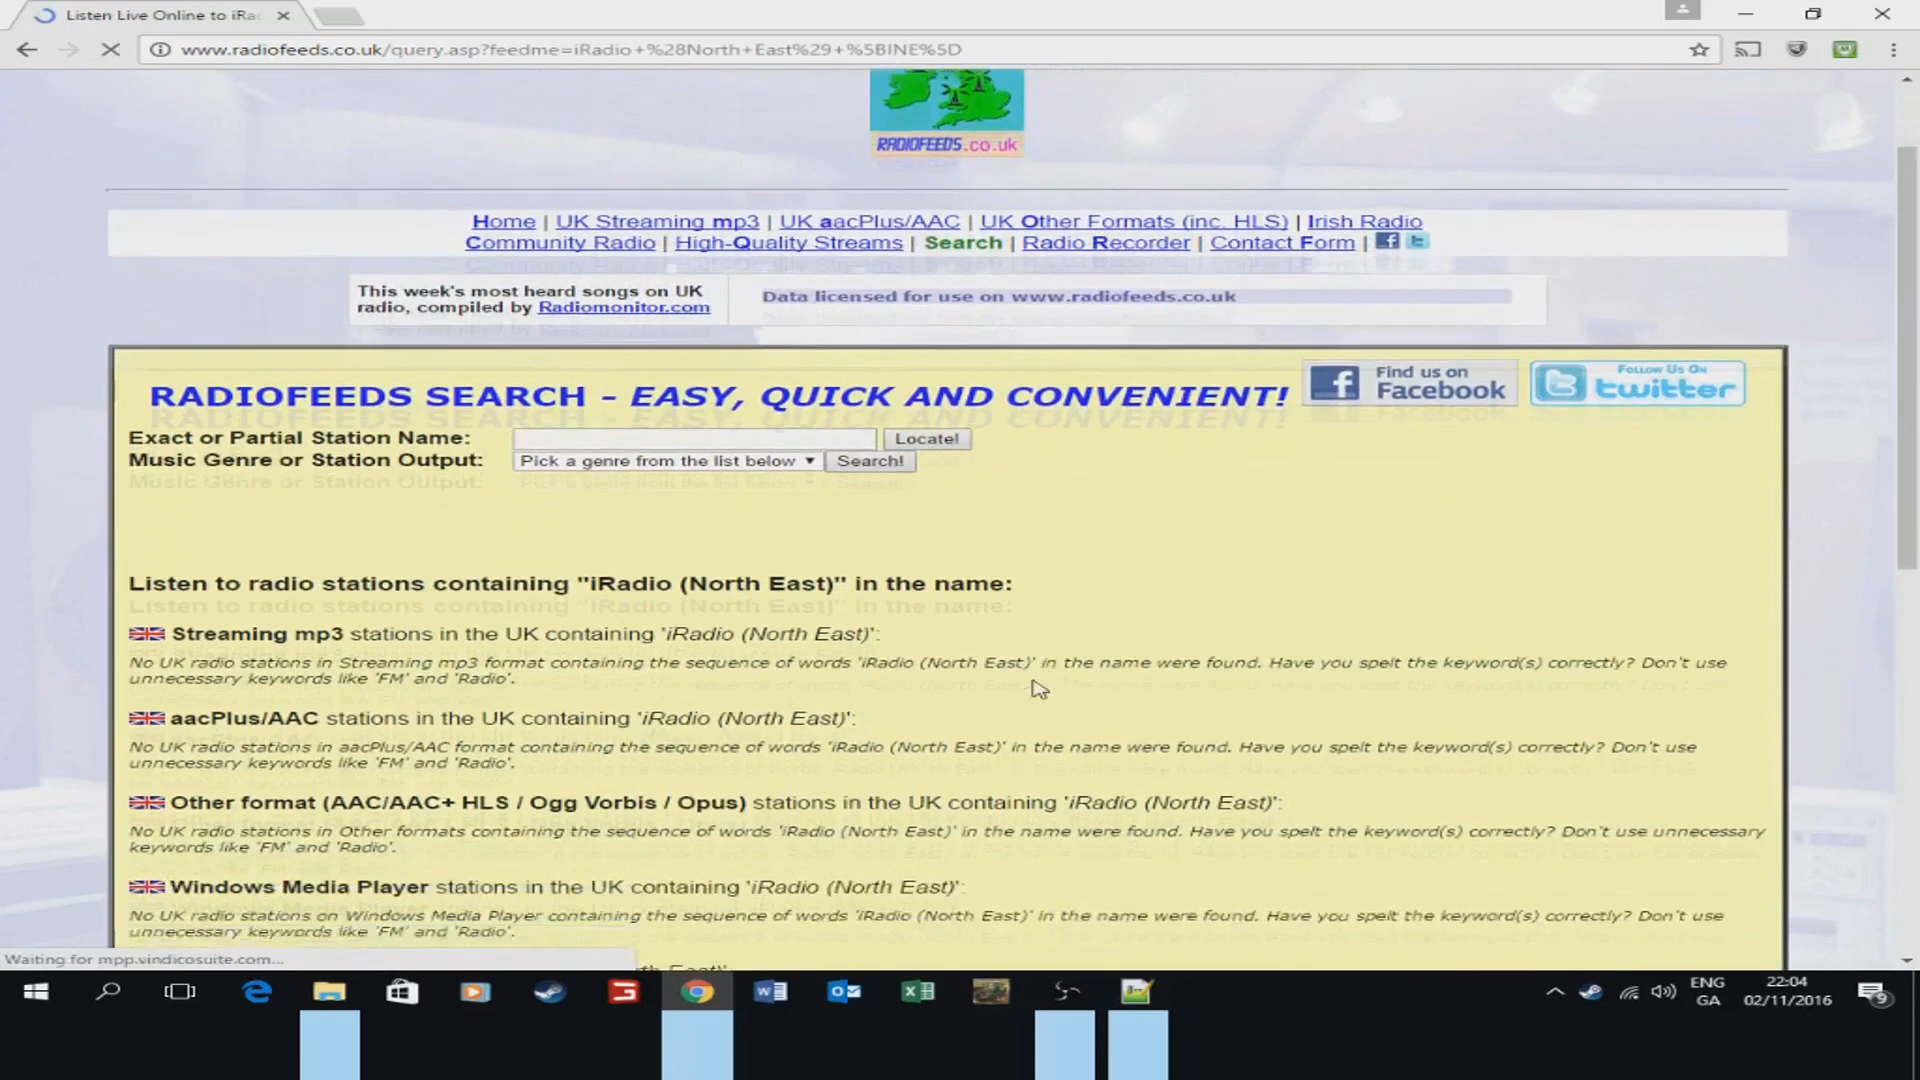 Listen Live Online to iRa
www.radiofeeds.co.uk/query.asp?feedme=iRadio+%28North+East%29+%5BINE%5D
RADIOFEEDS.co.uk
Home | UK Streaming mp3 | UK aacPlus/AAC | UK Other Formats (inc. HLS) | Irish Radio
Community Radio | High-Quality Streams | Search | Radio Recorder | Contact Form |
This week's most heard songs on UK
radio, compiled by Radiomonitor.com
Data licensed for use on www.radiofeeds.co.uk
RADIOFEEDS SEARCH - EASY, QUICK AND CONVENIENT!
Find us on
Facebook
FOLLOW US ON
twitter
Exact or Partial Station Name:
Locate!
Music Genre or Station Output:
Pick a genre from the list below
Search!
Listen to radio stations containing "iRadio (North East)" in the name:
Streaming mp3 stations in the UK containing 'iRadio (North East)':
No UK radio stations in Streaming mp3 format containing the sequence of words 'iRadio (North East)' in the name were found. Have you spelt the keyword(s) correctly? Don't use
unnecessary keywords like 'FM' and 'Radio'.
aacPlus/AAC stations in the UK containing 'iRadio (North East)':
No UK radio stations in aacPlus/AAC format containing the sequence of words 'iRadio (North East)' in the name were found. Have you spelt the keyword(s) correctly? Don't use
unnecessary keywords like 'FM' and 'Radio'.
Other format (AAC/AAC+ HLS / Ogg Vorbis / Opus) stations in the UK containing 'iRadio (North East)':
No UK radio stations in Other formats containing the sequence of words 'iRadio (North East)' in the name were found. Have you spelt the keyword(s) correctly? Don't use unnecessary
keywords like 'FM' and 'Radio'.
Windows Media Player stations in the UK containing 'iRadio (North East)':
No UK radio stations on Windows Media Player containing the sequence of words 'iRadio (North East)' in the name were found. Have you spelt the keyword(s) correctly? Don't use
unnecessary keywords like 'FM' and 'Radio'.
Waiting for mpp.vindicosuite.com...
ENG
GA
22:04
02/11/2016
9